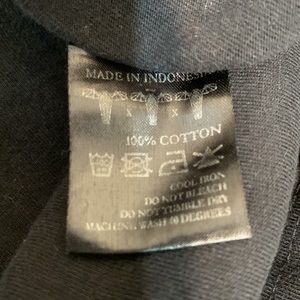 MADE IN INDONESIA
X X
100% COTTON
COOL IRON
DO NOT BLEACH
DO NOT TUMBLE DRY
MACHINE WASH 40 DEGREES